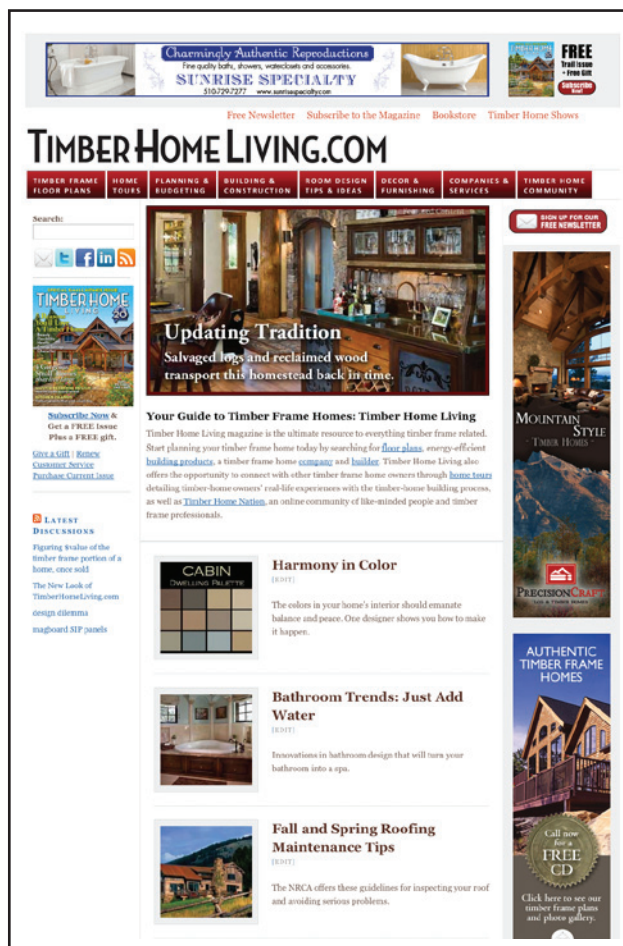 Charmingly Authentic Reproductions
Fine quality baths, showers, waterclosets and accessories.
SUNRISE SPECIALTY
510-729-7277 www.sunrisespecialty.com
TIMBER HOME
FREE
Trail Issue
+ Free Gift
Subscribe
Now!
Free Newsletter Subscribe to the Magazine Bookstore Timber Home Shows
TIMBERHOMELIVING.COM
TIMBER FRAME
FLOOR PLANS
HOME
TOURS
PLANNING &
BUDGETING
BUILDING &
CONSTRUCTION
ROOM DESIGN
TIPS & IDEAS
DECOR &
FURNISHING
COMPANIES &
SERVICES
TIMBER HOME
COMMUNITY
Search:
TIMBER HOME
LIVING
20
Subscribe Now &
Get a FREE Issue
Plus a FREE gift.
Give a Gift | Renew
Customer Service
Purchase Current Issue
LATEST
DISCUSSIONS
Figuring $value of the
timber frame portion of a
home, once sold
The New Look of
TimberHomeLiving.com
design dilemma
magboard SIP panels
Updating Tradition
Salvaged logs and reclaimed wood
transport this homestead back in time.
Your Guide to Timber Frame Homes: Timber Home Living
Timber Home Living magazine is the ultimate resource to everything timber frame related.
Start planning your timber frame home today by searching for floor plans, energy-efficient
building products, a timber frame home company and builder. Timber Home Living also
offers the opportunity to connect with other timber frame home owners through home tours
detailing timber-home owners' real-life experiences with the timber-home building process,
as well as Timber Home Nation, an online community of like-minded people and timber
frame professionals.
CABIN
DWELLING PALETTE
Harmony in Color
[EDIT]
The colors in your home's interior should emanate
balance and peace. One designer shows you how to make
it happen.
Bathroom Trends: Just Add
Water
[EDIT]
Innovations in bathroom design that will turn your
bathroom into a spa.
Fall and Spring Roofing
Maintenance Tips
[EDIT]
The NRCA offers these guidelines for inspecting your roof
and avoiding serious problems.
SIGN UP FOR OUR
FREE NEWSLETTER
MOUNTAIN
STYLE
- TIMBER HOMES -
PRECISIONCRAFT
LOG & TIMBER HOMES
AUTHENTIC
TIMBER FRAME
HOMES
Call now
for a
FREE
CD
Click here to see our
timber frame plans
and photo gallery.